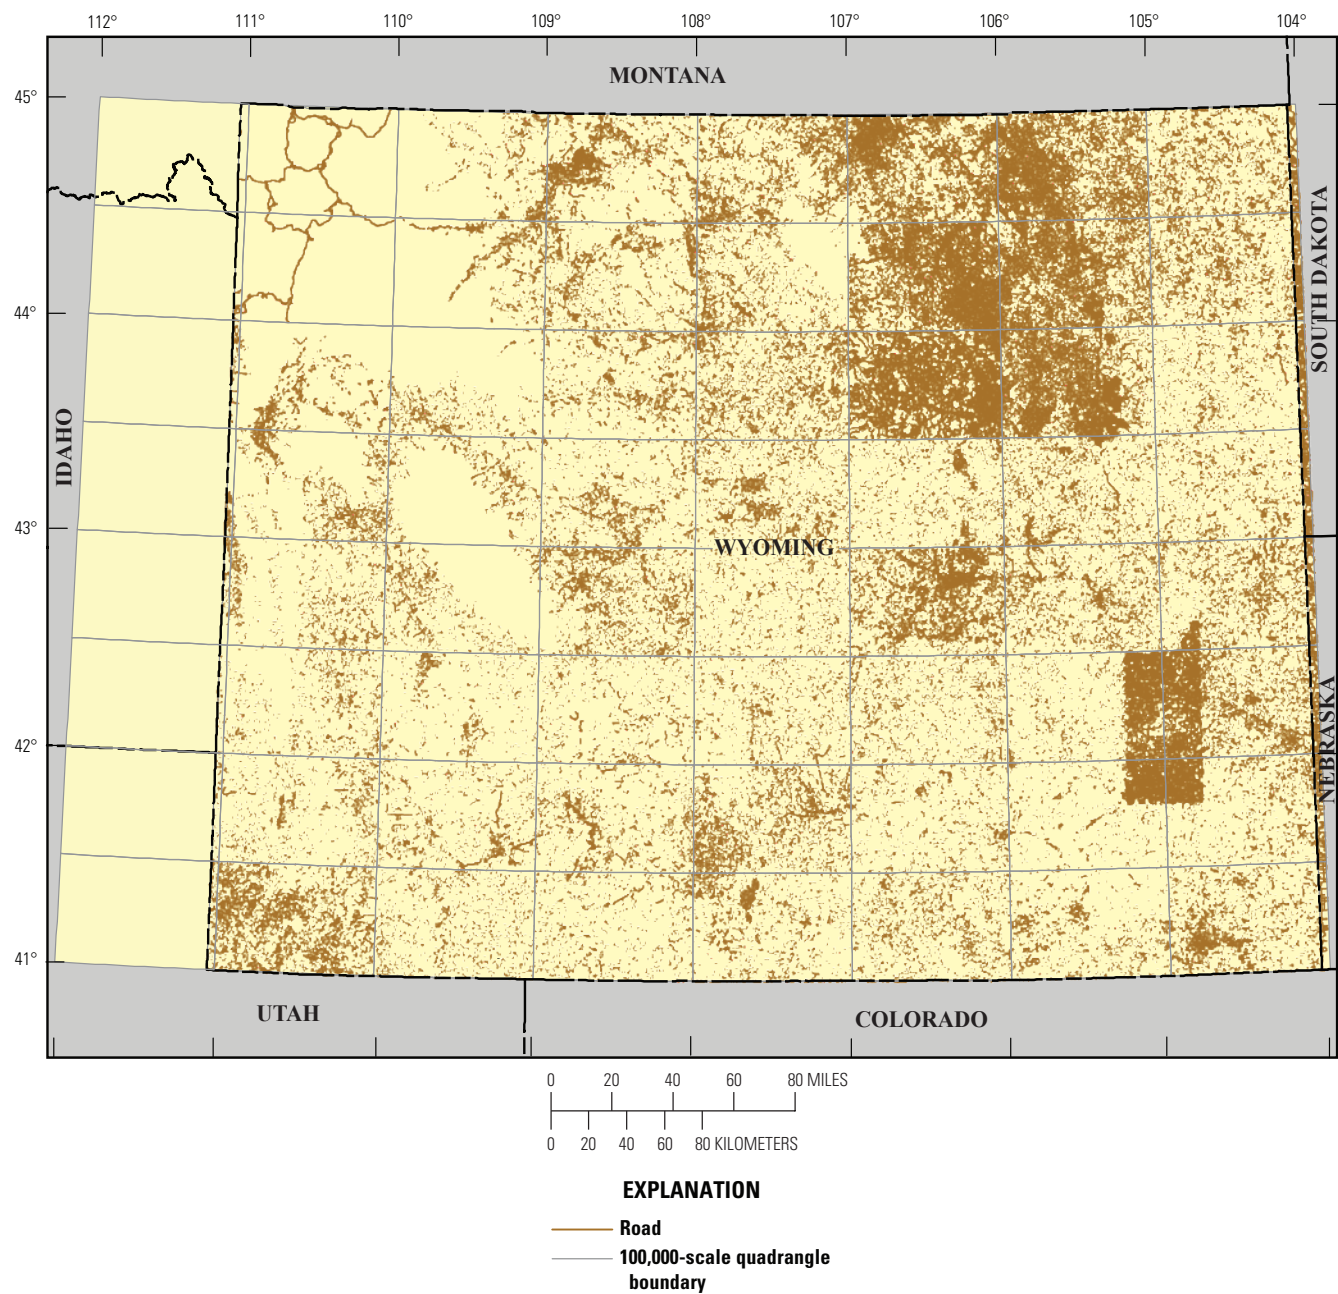 112° 111° 110° 109° 108° 107° 106° 105° 104°
45°
MONTANA
44°
SOUTH DAKOTA
IDAHO
43°
WYOMING
42°
NEBRASKA
41°
UTAH
COLORADO
0 20 40 60 80 MILES
0 20 40 60 80 KILOMETERS
EXPLANATION
Road
100,000-scale quadrangle
boundary